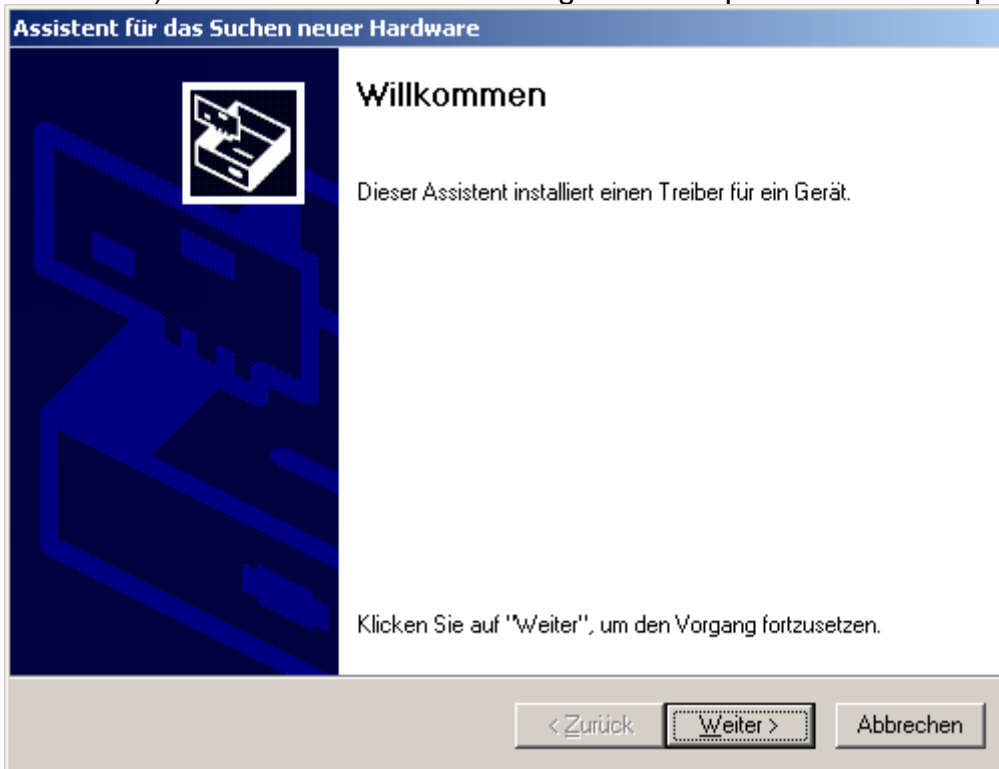 Assistent für das Suchen neuer Hardware
Willkommen
Dieser Assistent installiert einen Treiber für ein Gerät.
Klicken Sie auf "Weiter", um den Vorgang fortzusetzen.
< Zurück Weiter > Abbrechen